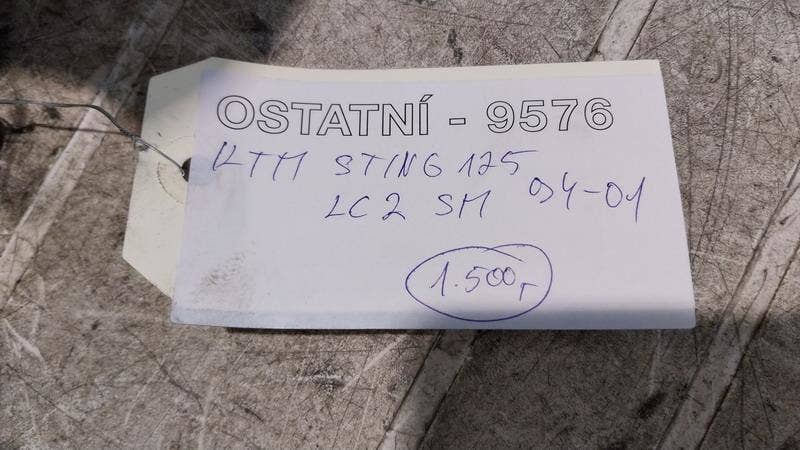 OSTATNÍ - 9576
KTM STING 125
LC2 SM 94-01
1.500,-